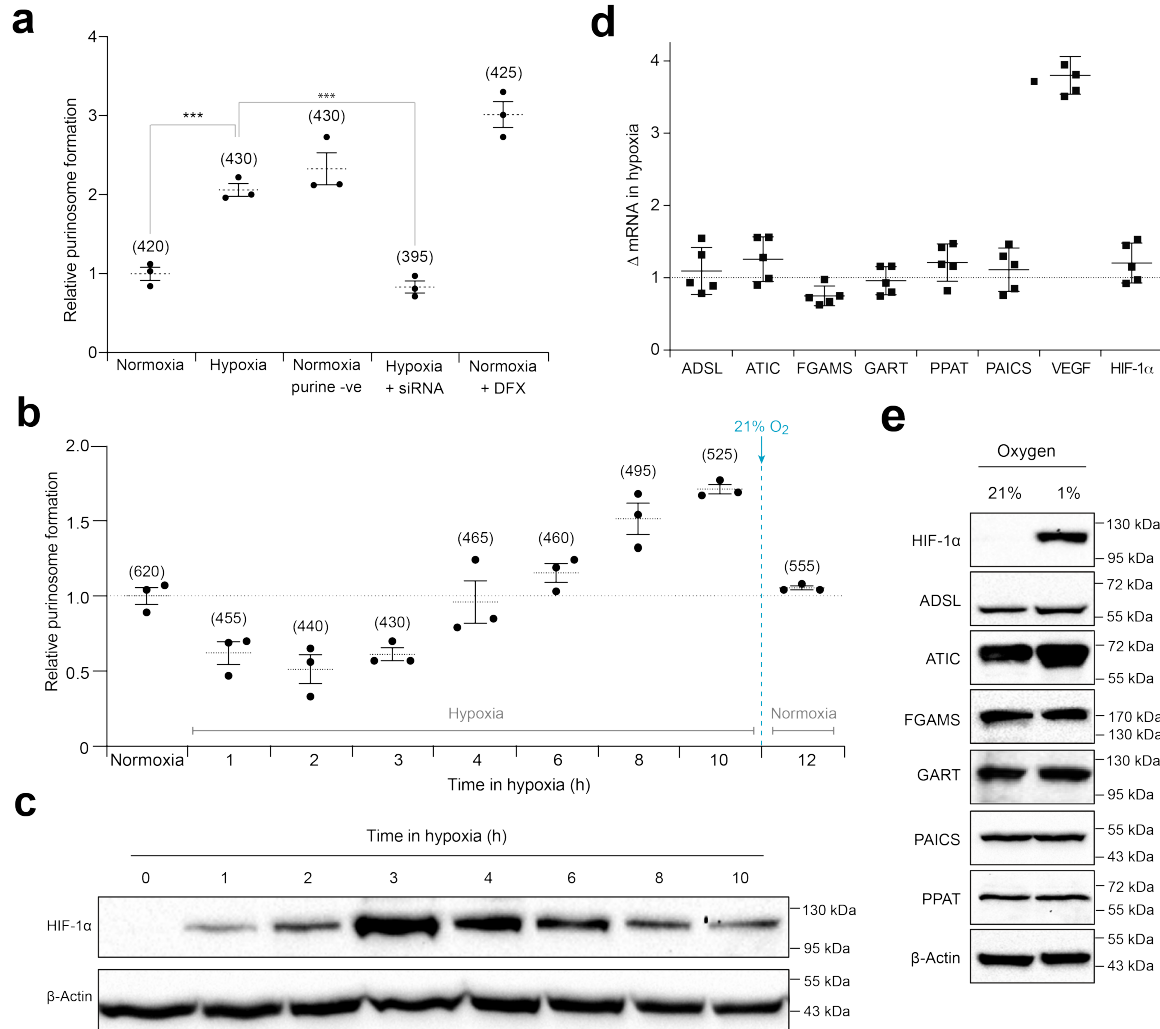 a
Relative purinosome formation
4
3
2
1
0
(420)
(430)
(430)
(395)
(425)
***
***
Normoxia
Hypoxia
Normoxia
purine -ve
Hypoxia
+ siRNA
Normoxia
+ DFX
b
Relative purinosome formation
2.0
1.5
1.0
0.5
0
(620)
(455)
(440)
(430)
(465)
(460)
(495)
(525)
(555)
21% O₂
Hypoxia
Normoxia
Normoxia 1 2 3 4 6 8 10 12
Time in hypoxia (h)
c
Time in hypoxia (h)
0 1 2 3 4 6 8 10
HIF-1α
130 kDa
95 kDa
β-Actin
55 kDa
43 kDa
d
Δ mRNA in hypoxia
4
3
2
1
0
ADSL ATIC FGAMS GART PPAT PAICS VEGF HIF-1α
e
Oxygen
21% 1%
HIF-1α
130 kDa
95 kDa
ADSL
72 kDa
55 kDa
ATIC
72 kDa
55 kDa
FGAMS
170 kDa
130 kDa
GART
130 kDa
95 kDa
PAICS
55 kDa
43 kDa
PPAT
72 kDa
55 kDa
β-Actin
55 kDa
43 kDa